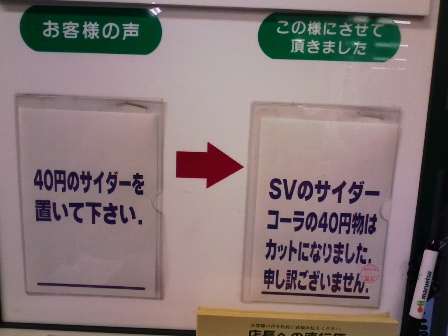 お客様の声
この様にさせて
頂きました
40円のサイダーを
置いて下さい.
SVのサイダー
コーラの40円物は
カットになりました.
申し訳ございません.
maruetsu